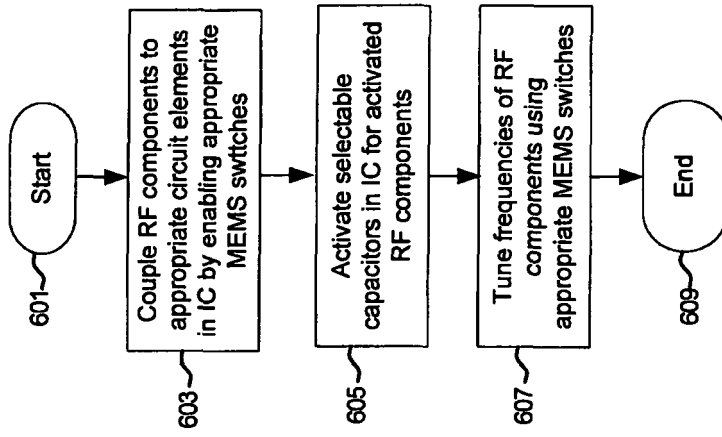 Start
601
Couple RF components to
appropriate circuit elements
in IC by enabling appropriate
MEMS switches
603
Activate selectable
capacitors in IC for activated
RF components
605
Tune frequencies of RF
components using
appropriate MEMS switches
607
End
609